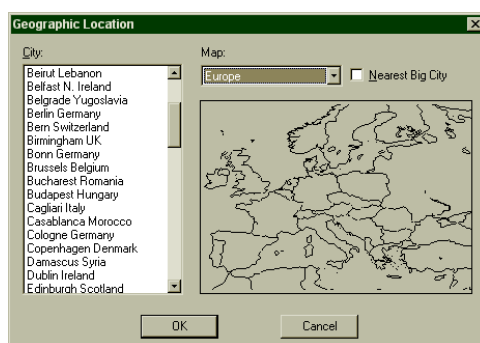 Geographic Location
City:
Map:
Europe
Nearest Big City
Beirut Lebanon
Belfast N. Ireland
Belgrade Yugoslavia
Berlin Germany
Bern Switzerland
Birmingham UK
Bonn Germany
Brussels Belgium
Bucharest Romania
Budapest Hungary
Cagliari Italy
Casablanca Morocco
Cologne Germany
Copenhagen Denmark
Damascus Syria
Dublin Ireland
Edinburgh Scotland
OK
Cancel